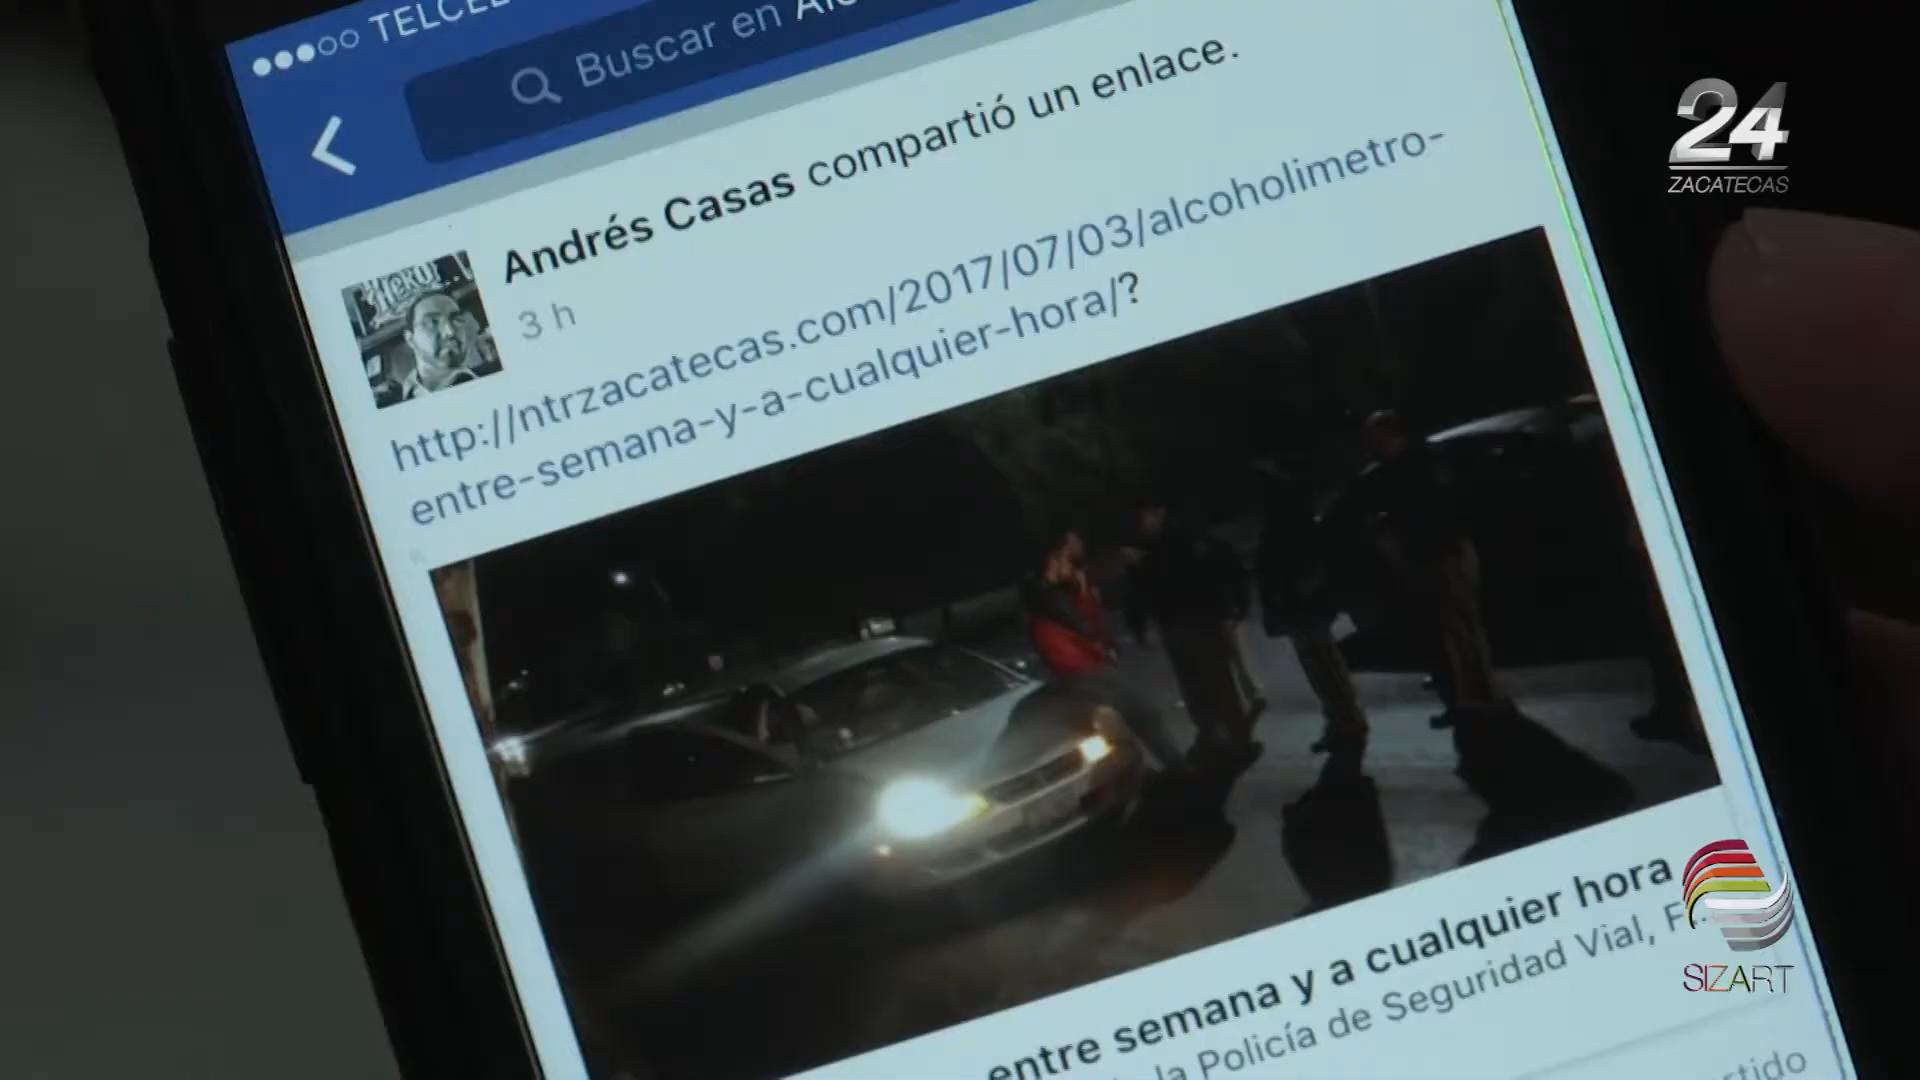 TELCEL
Buscar en Alc
24
ZACATECAS
Andrés Casas compartió un enlace.
3 h
http://ntrzacatecas.com/2017/07/03/alcoholimetro-
entre-semana-y-a-cualquier-hora/?
entre semana y a cualquier hora
la Policía de Seguridad Vial, F...
SIZART